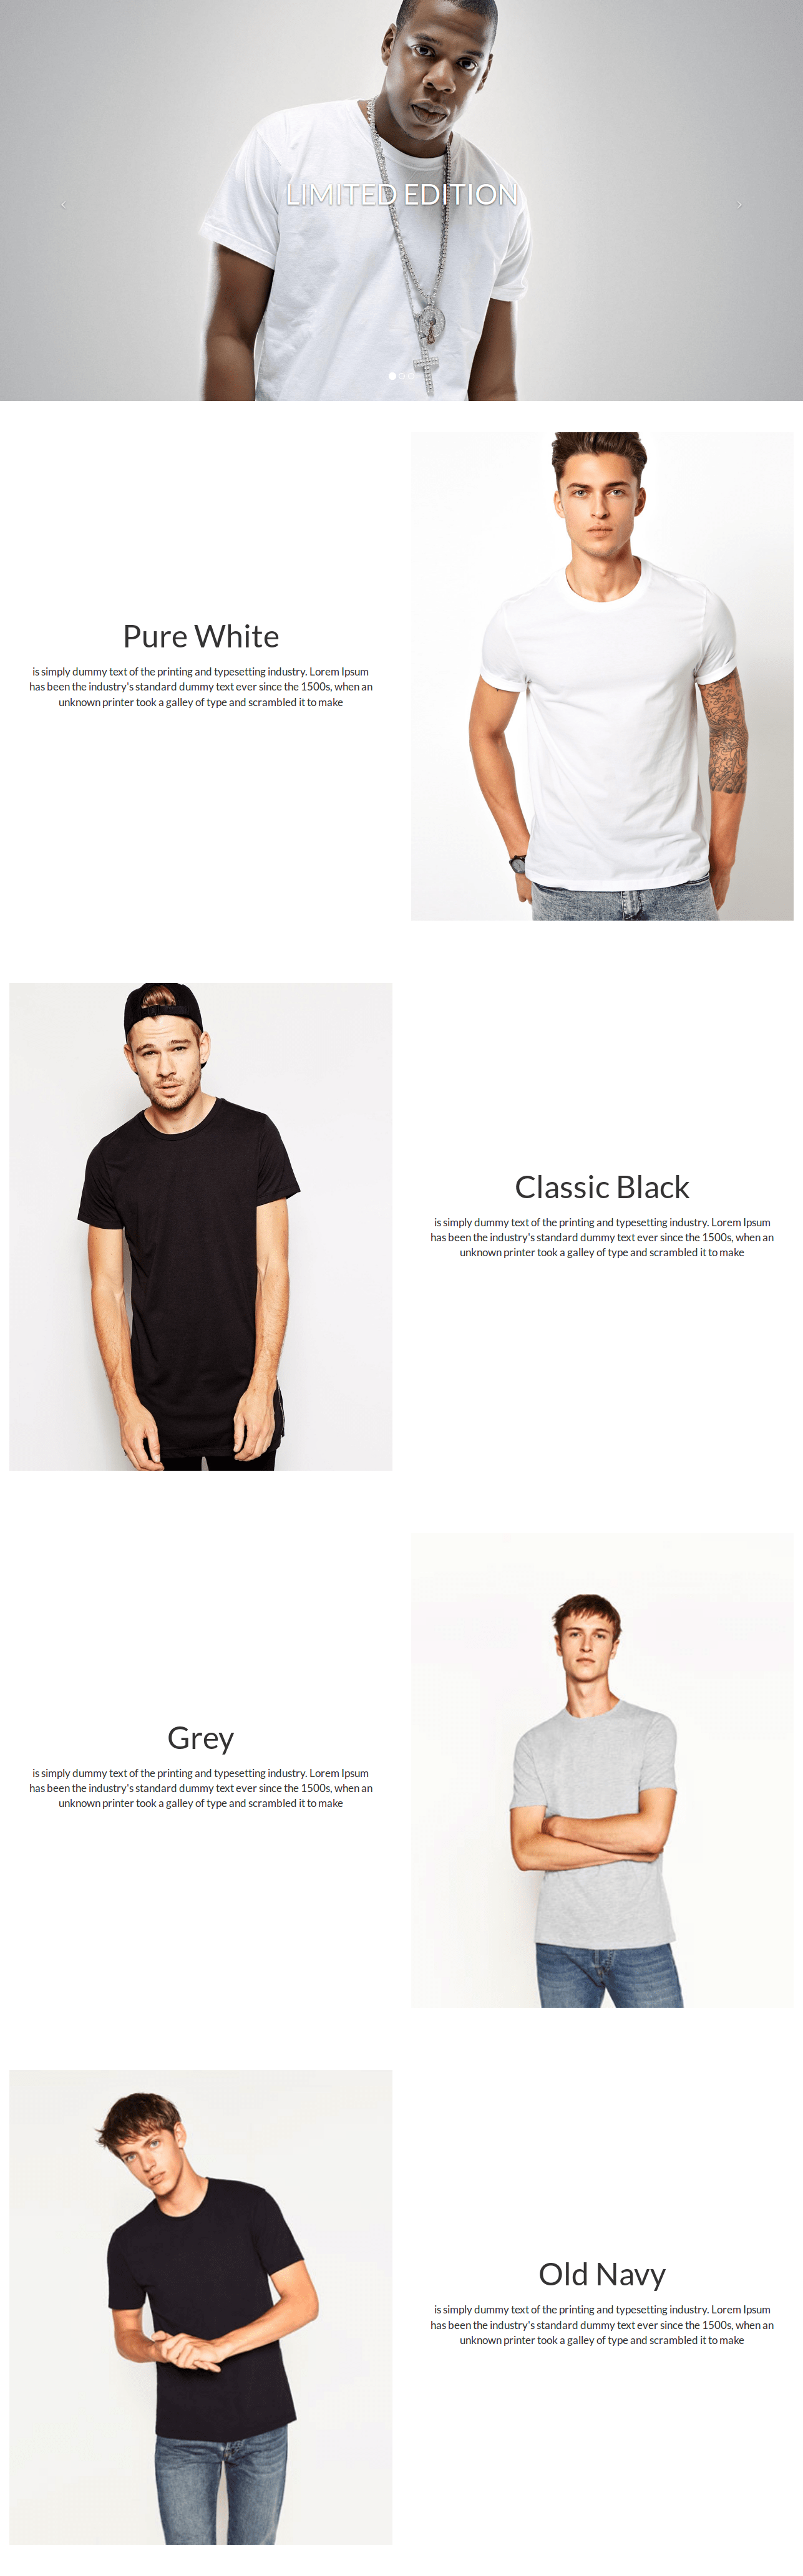 LIMITED EDITION
Pure White
is simply dummy text of the printing and typesetting industry. Lorem Ipsum
has been the industry's standard dummy text ever since the 1500s, when an
unknown printer took a galley of type and scrambled it to make
Classic Black
is simply dummy text of the printing and typesetting industry. Lorem Ipsum
has been the industry's standard dummy text ever since the 1500s, when an
unknown printer took a galley of type and scrambled it to make
Grey
is simply dummy text of the printing and typesetting industry. Lorem Ipsum
has been the industry's standard dummy text ever since the 1500s, when an
unknown printer took a galley of type and scrambled it to make
Old Navy
is simply dummy text of the printing and typesetting industry. Lorem Ipsum
has been the industry's standard dummy text ever since the 1500s, when an
unknown printer took a galley of type and scrambled it to make